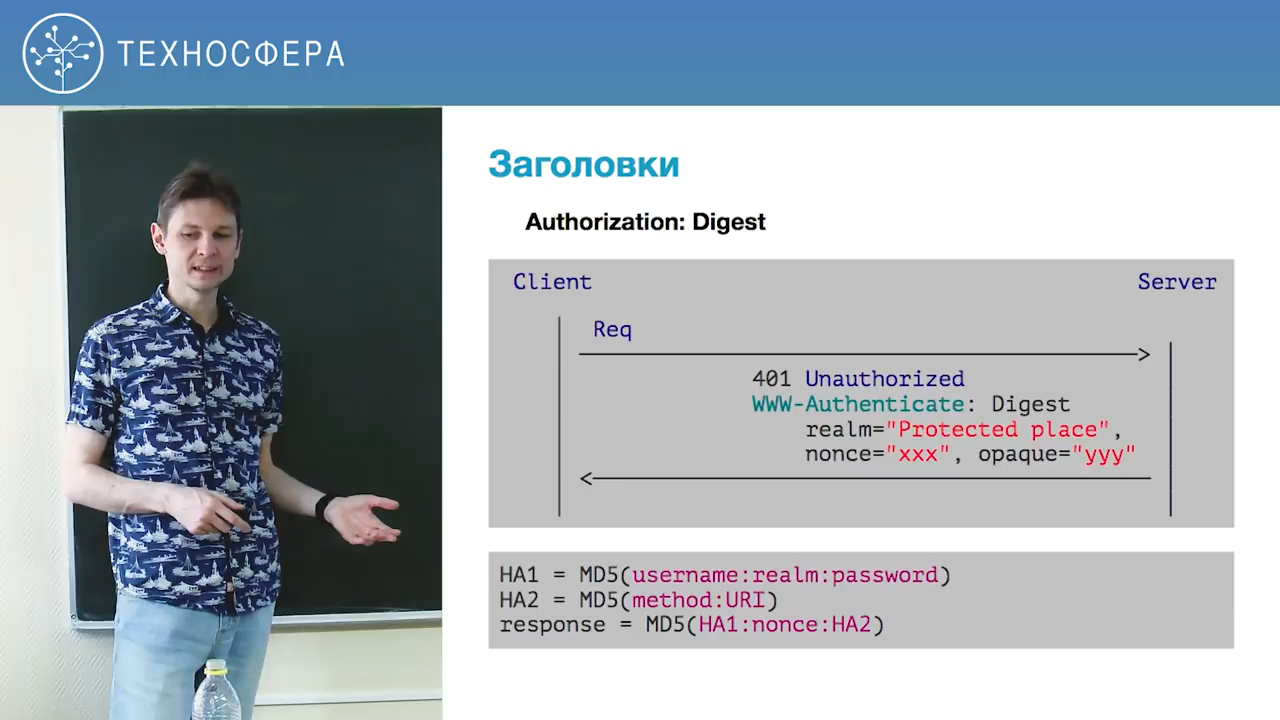 ТЕХНОСФЕРА
Заголовки
Authorization: Digest
Client Server
Req
401 Unauthorized
WWW-Authenticate: Digest
realm="Protected place",
nonce="xxx", opaque="yyy"
HA1 = MD5(username:realm:password)
HA2 = MD5(method:URI)
response = MD5(HA1:nonce:HA2)